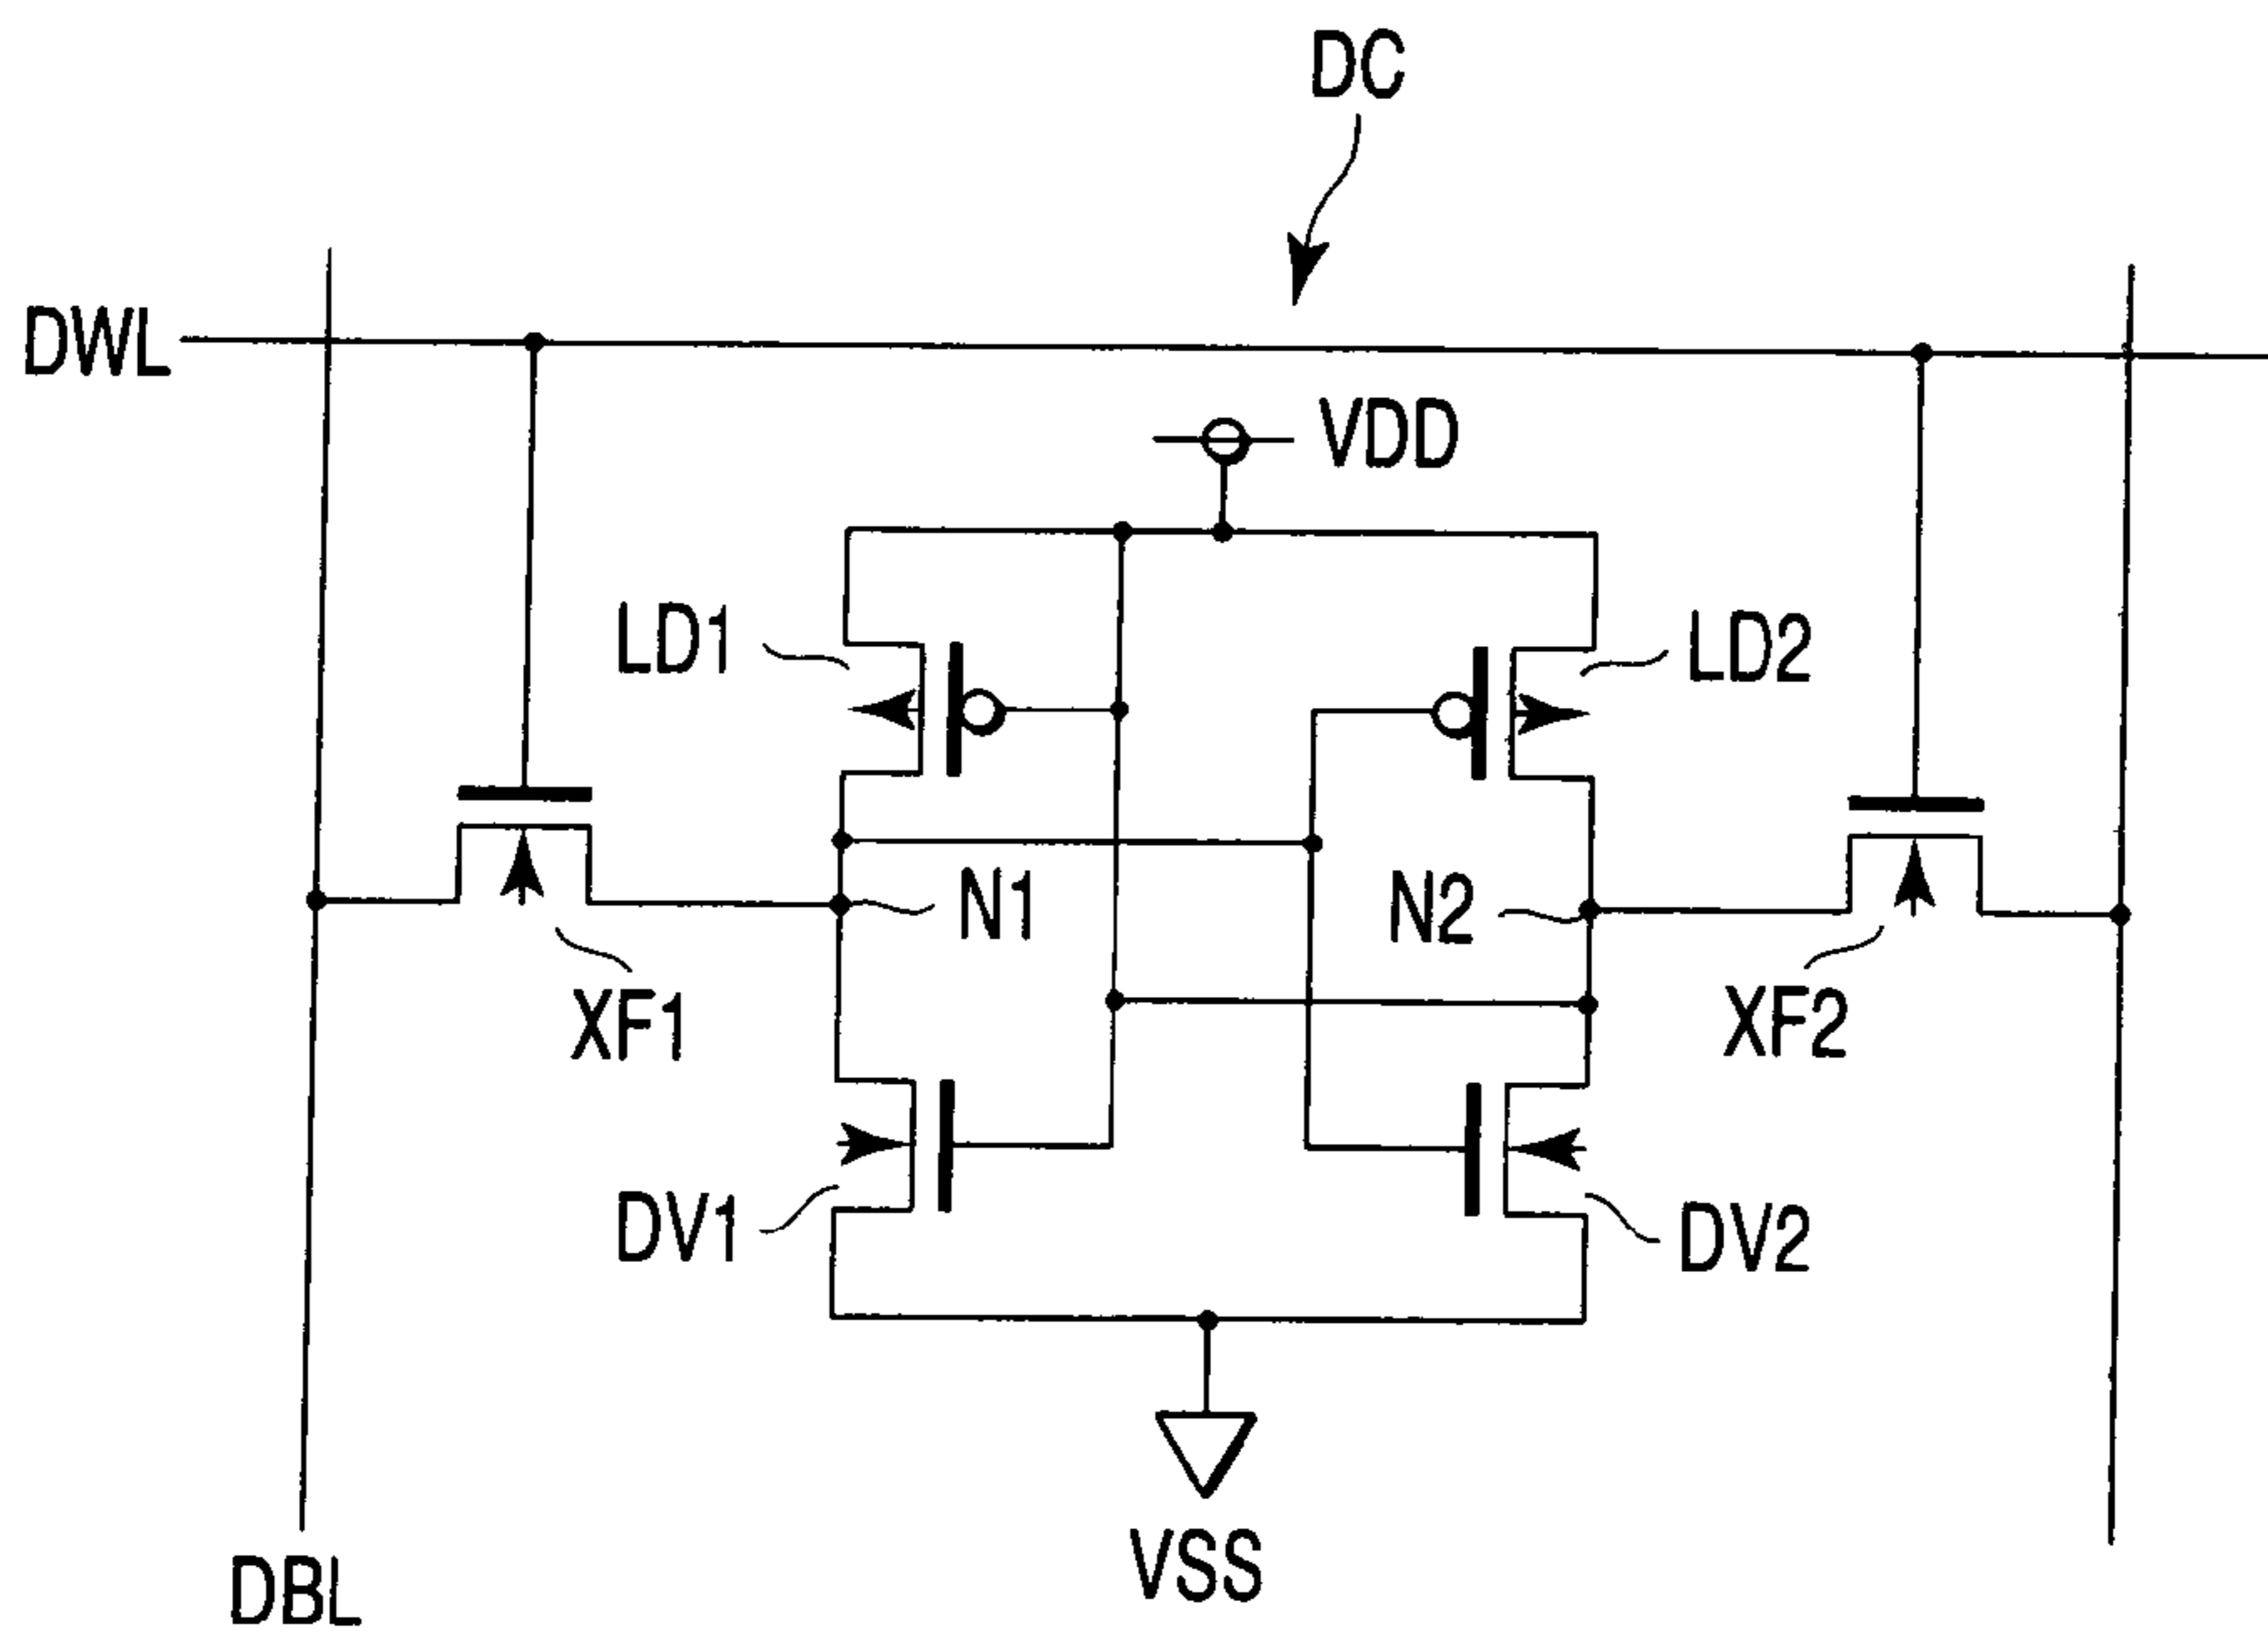 DC
DWL
VDD
LD1
LD2
N1
N2
XF1
XF2
DV1
DV2
VSS
DBL